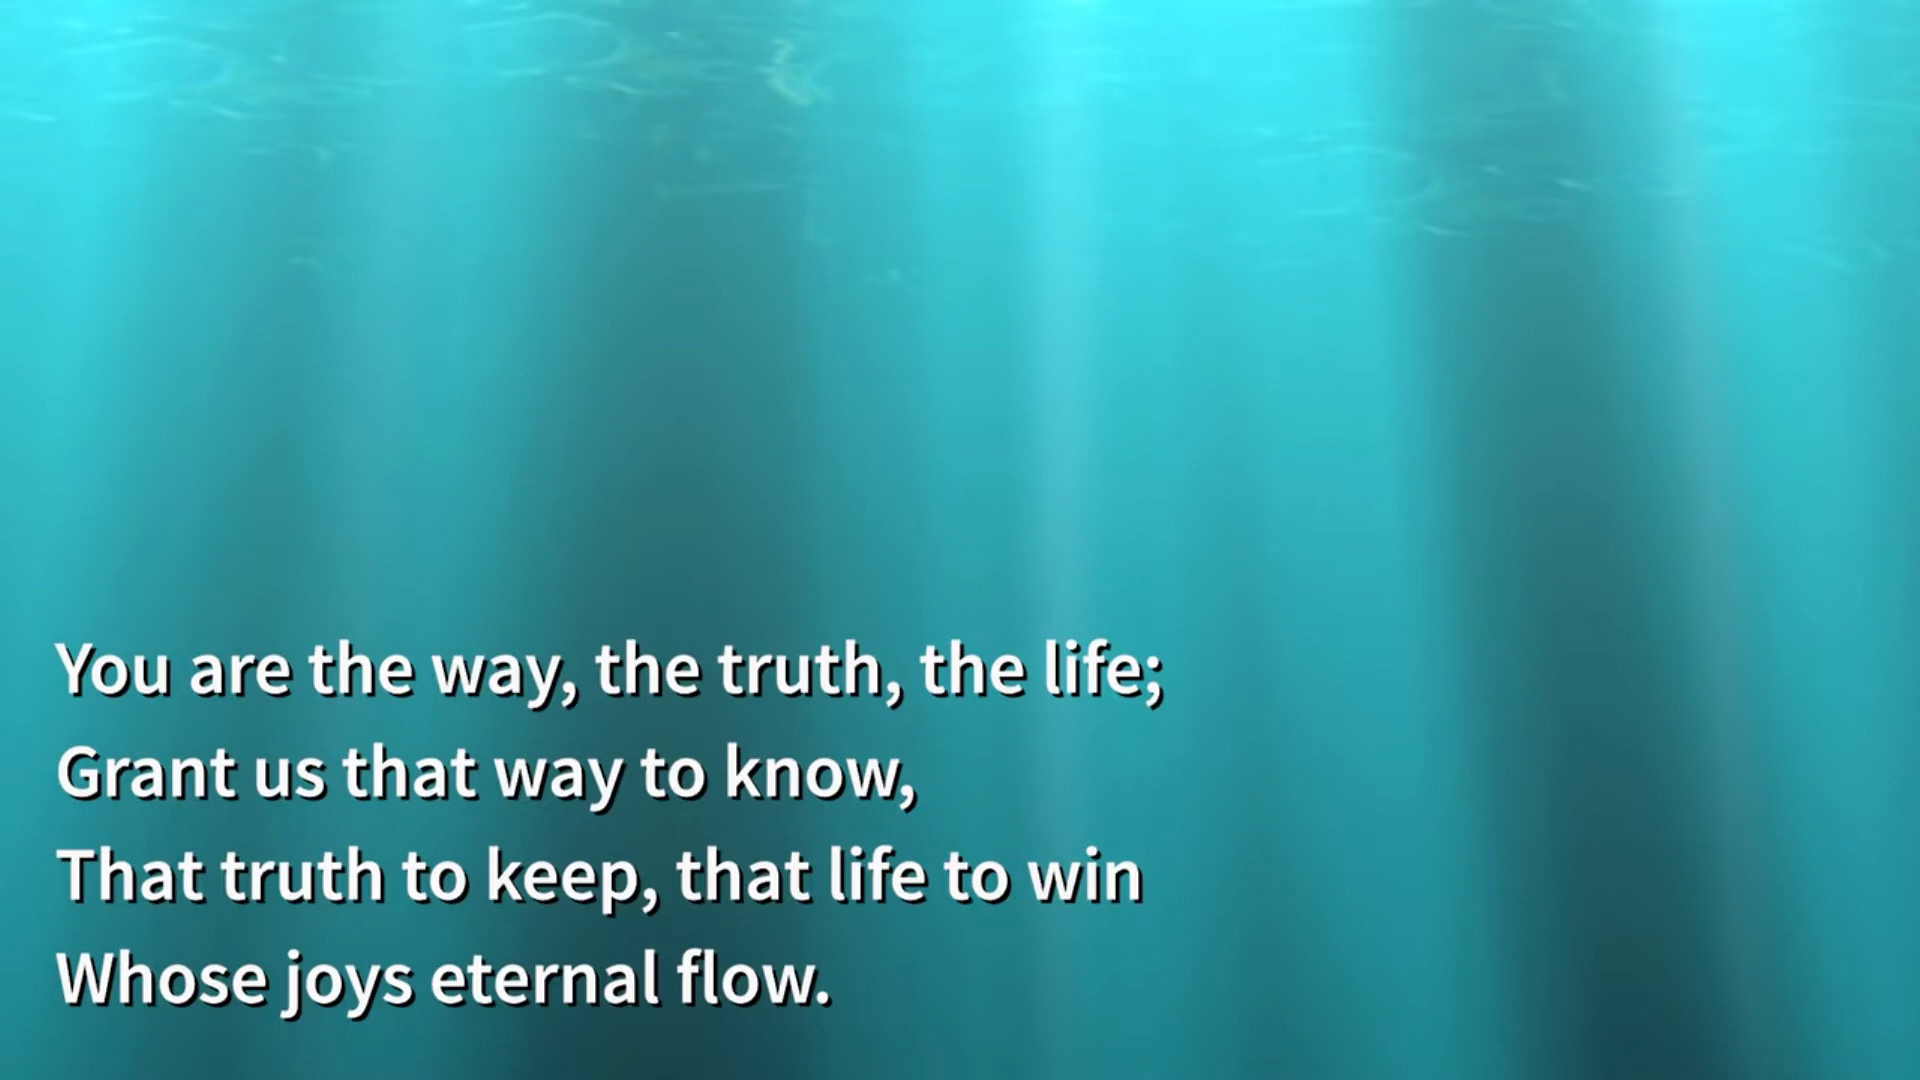 You are the way, the truth, the life;
Grant us that way to know,
That truth to keep, that life to win
Whose joys eternal flow.